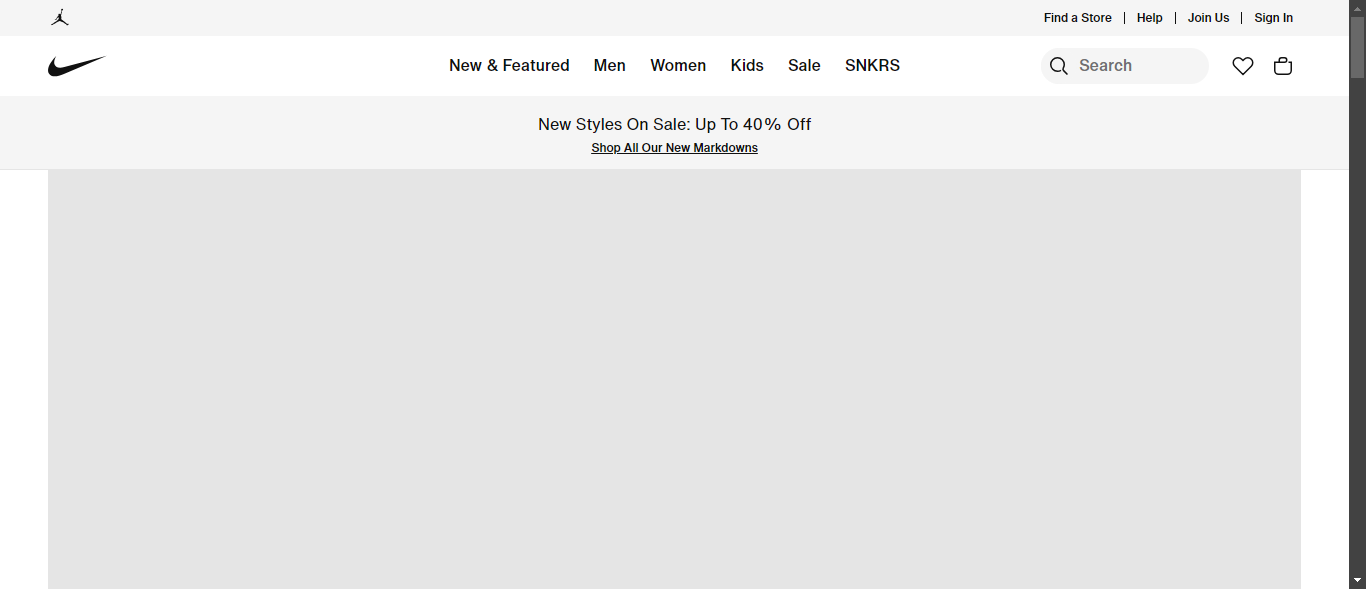 Find a Store | Help | Join Us | Sign In
New & Featured Men Women Kids Sale SNKRS Search
New Styles On Sale: Up To 40% Off
Shop All Our New Markdowns